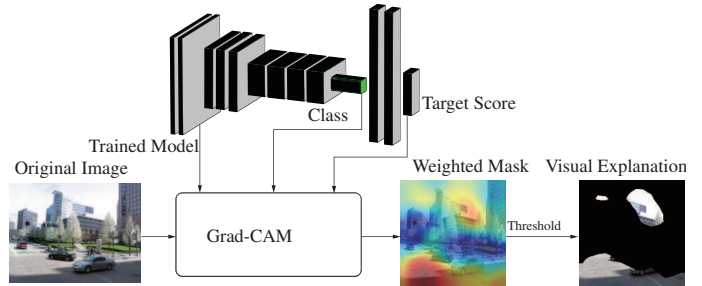 Class
Target Score
Trained Model
Original Image
Weighted Mask
Visual Explanation
Grad-CAM
Threshold